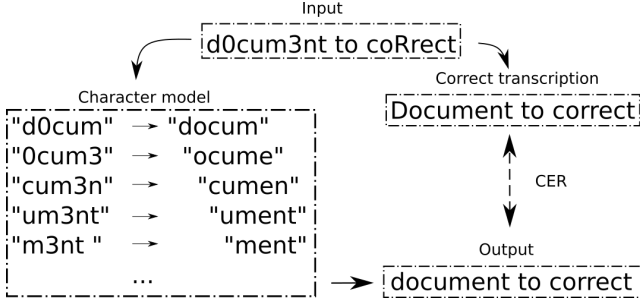 Input
d0cum3nt to coRrect
Correct transcription
Document to correct
Character model
"d0cum" → "docum"
"0cum3" → "ocume"
"cum3n" → "cumen"
"um3nt" → "ument"
"m3nt " → "ment"
...
CER
Output
document to correct